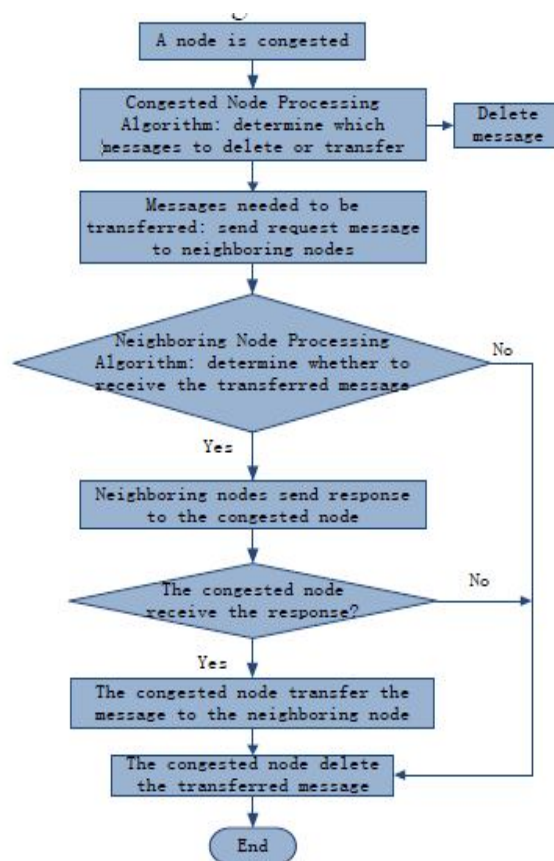 A node is congested
Congested Node Processing
Algorithm: determine which
messages to delete or transfer
Delete
message
Messages needed to be
transferred: send request message
to neighboring nodes
Neighboring Node Processing
Algorithm: determine whether to
receive the transferred message
No
Yes
Neighboring nodes send response
to the congested node
The congested node
receive the response?
No
Yes
The congested node transfer the
message to the neighboring node
The congested node delete
the transferred message
End